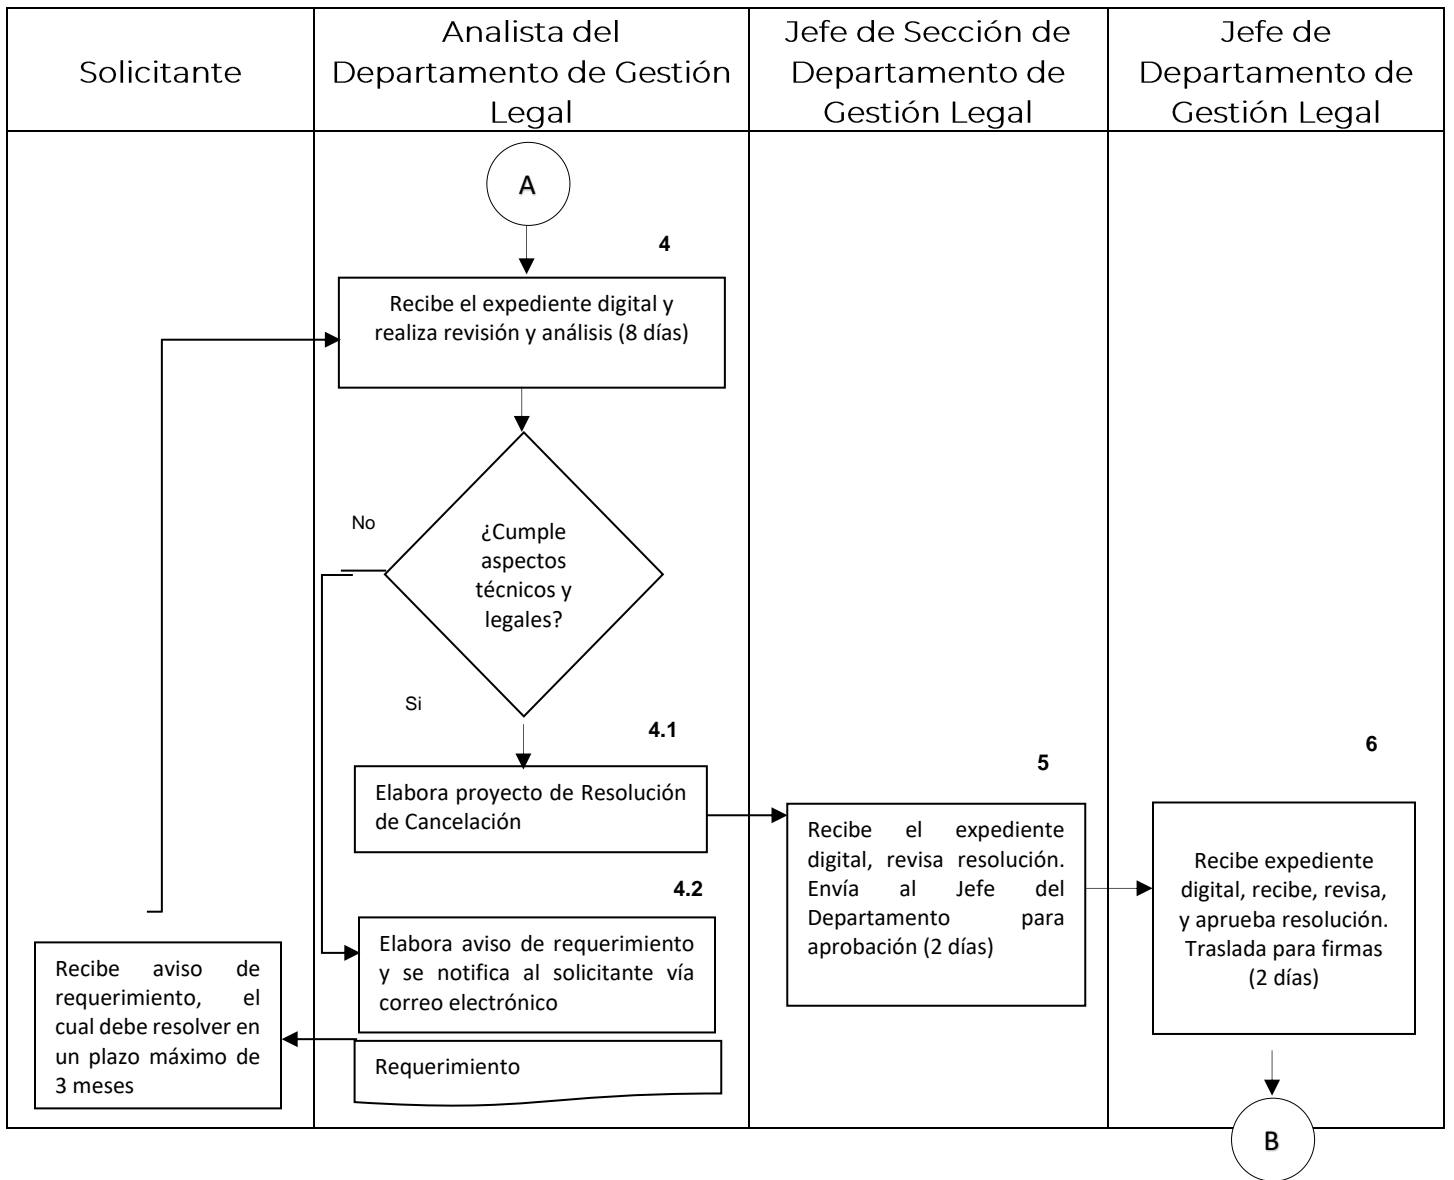 Solicitante
Analista del
Departamento de Gestión
Legal
Jefe de Sección de
Departamento de
Gestión Legal
Jefe de
Departamento de
Gestión Legal
A
4
Recibe el expediente digital y
realiza revisión y análisis (8 días)
No
¿Cumple
aspectos
técnicos y
legales?
Si
4.1
Elabora proyecto de Resolución
de Cancelación
5
Recibe el expediente
digital, revisa resolución.
Envía al Jefe del
Departamento para
aprobación (2 días)
6
Recibe expediente
digital, recibe, revisa,
y aprueba resolución.
Traslada para firmas
(2 días)
4.2
Elabora aviso de requerimiento
y se notifica al solicitante vía
correo electrónico
Requerimiento
Recibe aviso de
requerimiento, el
cual debe resolver en
un plazo máximo de
3 meses
B